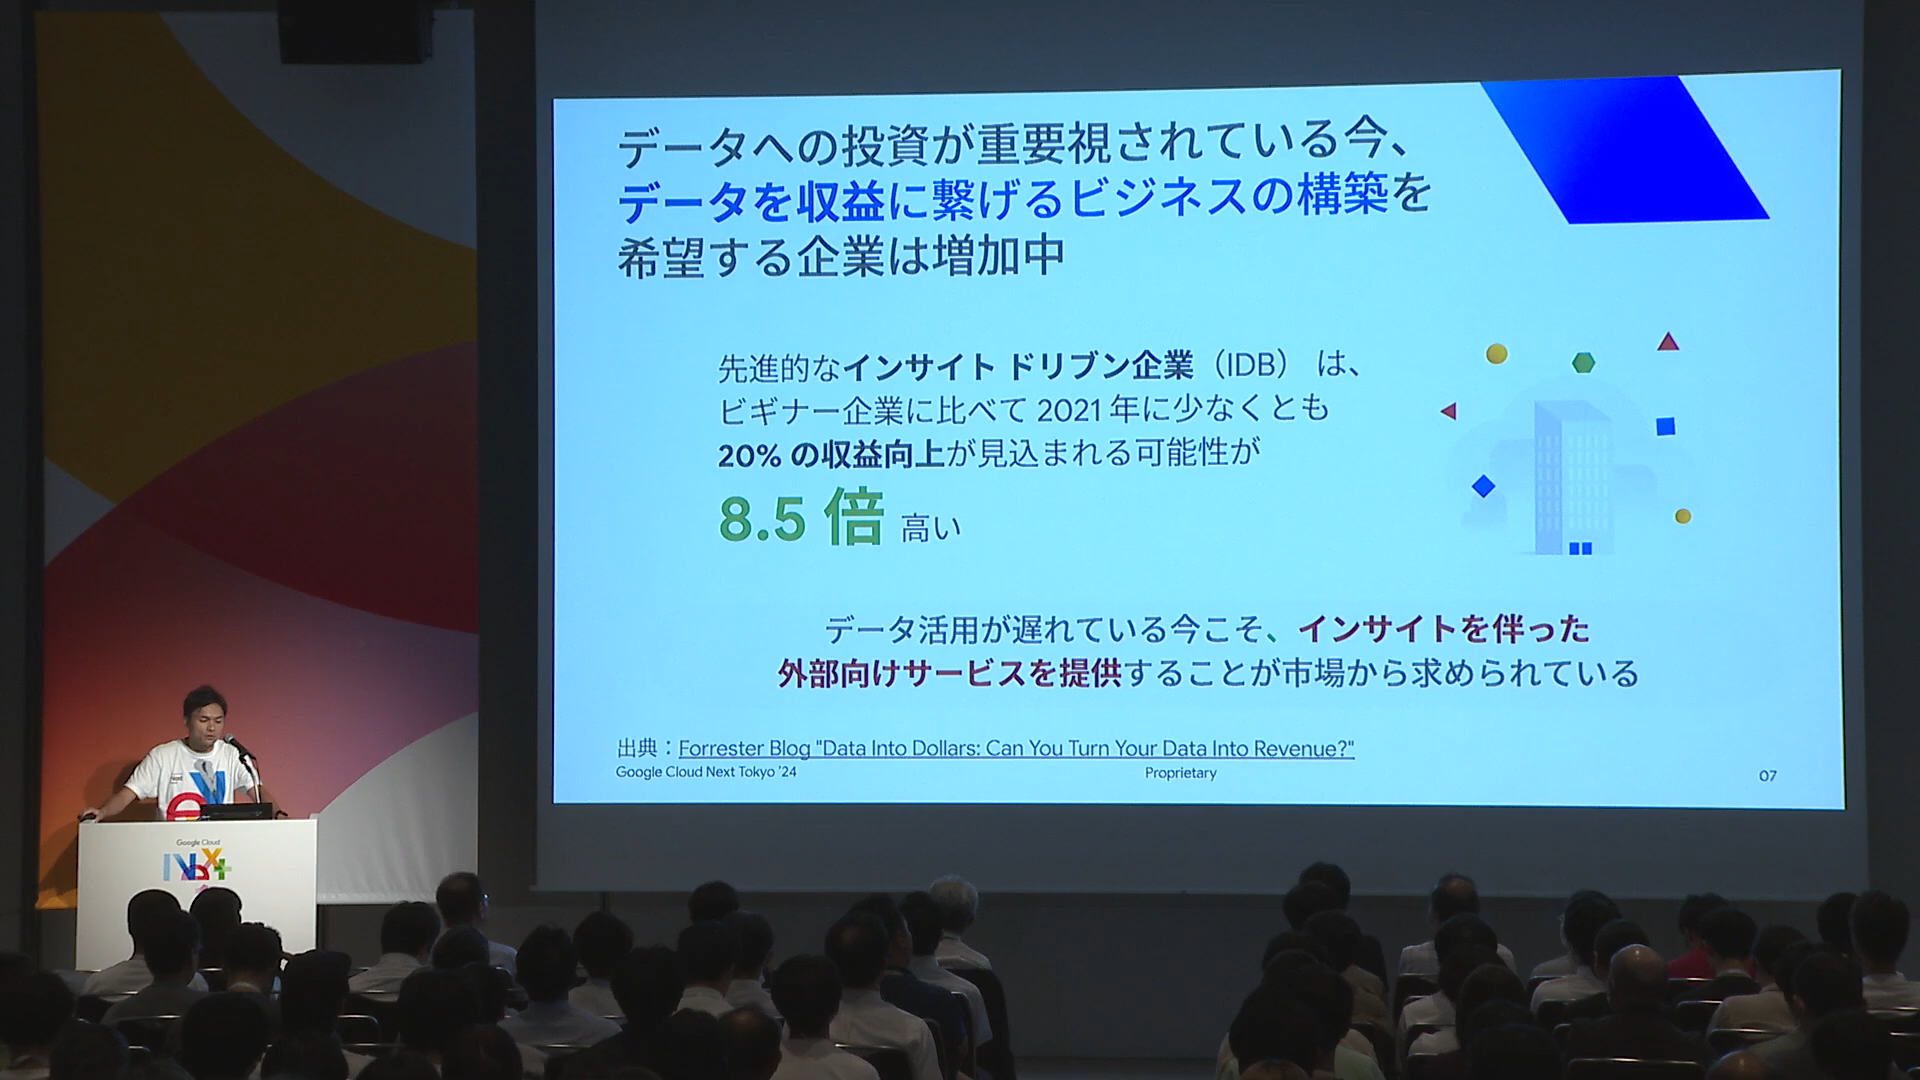 データへの投資が重要視されている今、
データを収益に繋げるビジネスの構築を
希望する企業は増加中
先進的なインサイト ドリブン企業（IDB） は、
ビギナー企業に比べて 2021 年に少なくとも
20% の収益向上が見込まれる可能性が
8.5 倍 高い
データ活用が遅れている今こそ、インサイトを伴った
外部向けサービスを提供することが市場から求められている
出典：Forrester Blog "Data Into Dollars: Can You Turn Your Data Into Revenue?"
Google Cloud Next Tokyo '24
Proprietary
07
Google Cloud
Next